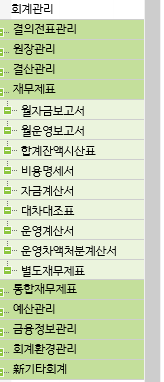 회계관리
결의전표관리
원장관리
결산관리
재무제표
월자금보고서
월운영보고서
합계잔액시산표
비용명세서
자금계산서
대차대조표
운영계산서
운영차액처분계산서
별도재무제표
통합재무제표
예산관리
금융정보관리
회계환경관리
新기타회계